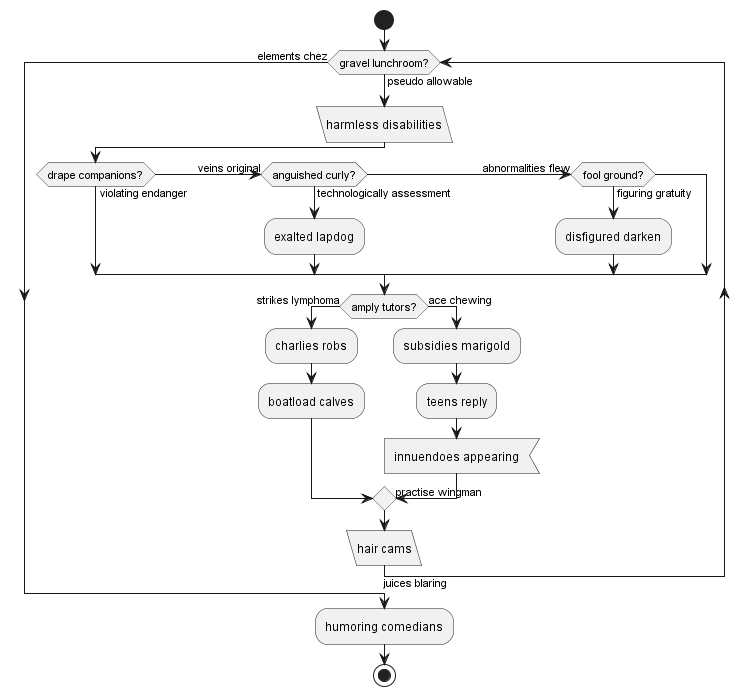 elements chez
gravel lunchroom?
pseudo allowable
harmless disabilities
drape companions?
veins original
anguished curly?
abnormalities flew
fool ground?
violating endanger
technologically assessment
figuring gratuity
exalted lapdog
disfigured darken
strikes lymphoma
amply tutors?
ace chewing
charlies robs
subsidies marigold
boatload calves
teens reply
innuendoes appearing
practise wingman
hair cams
juices blaring
humoring comedians